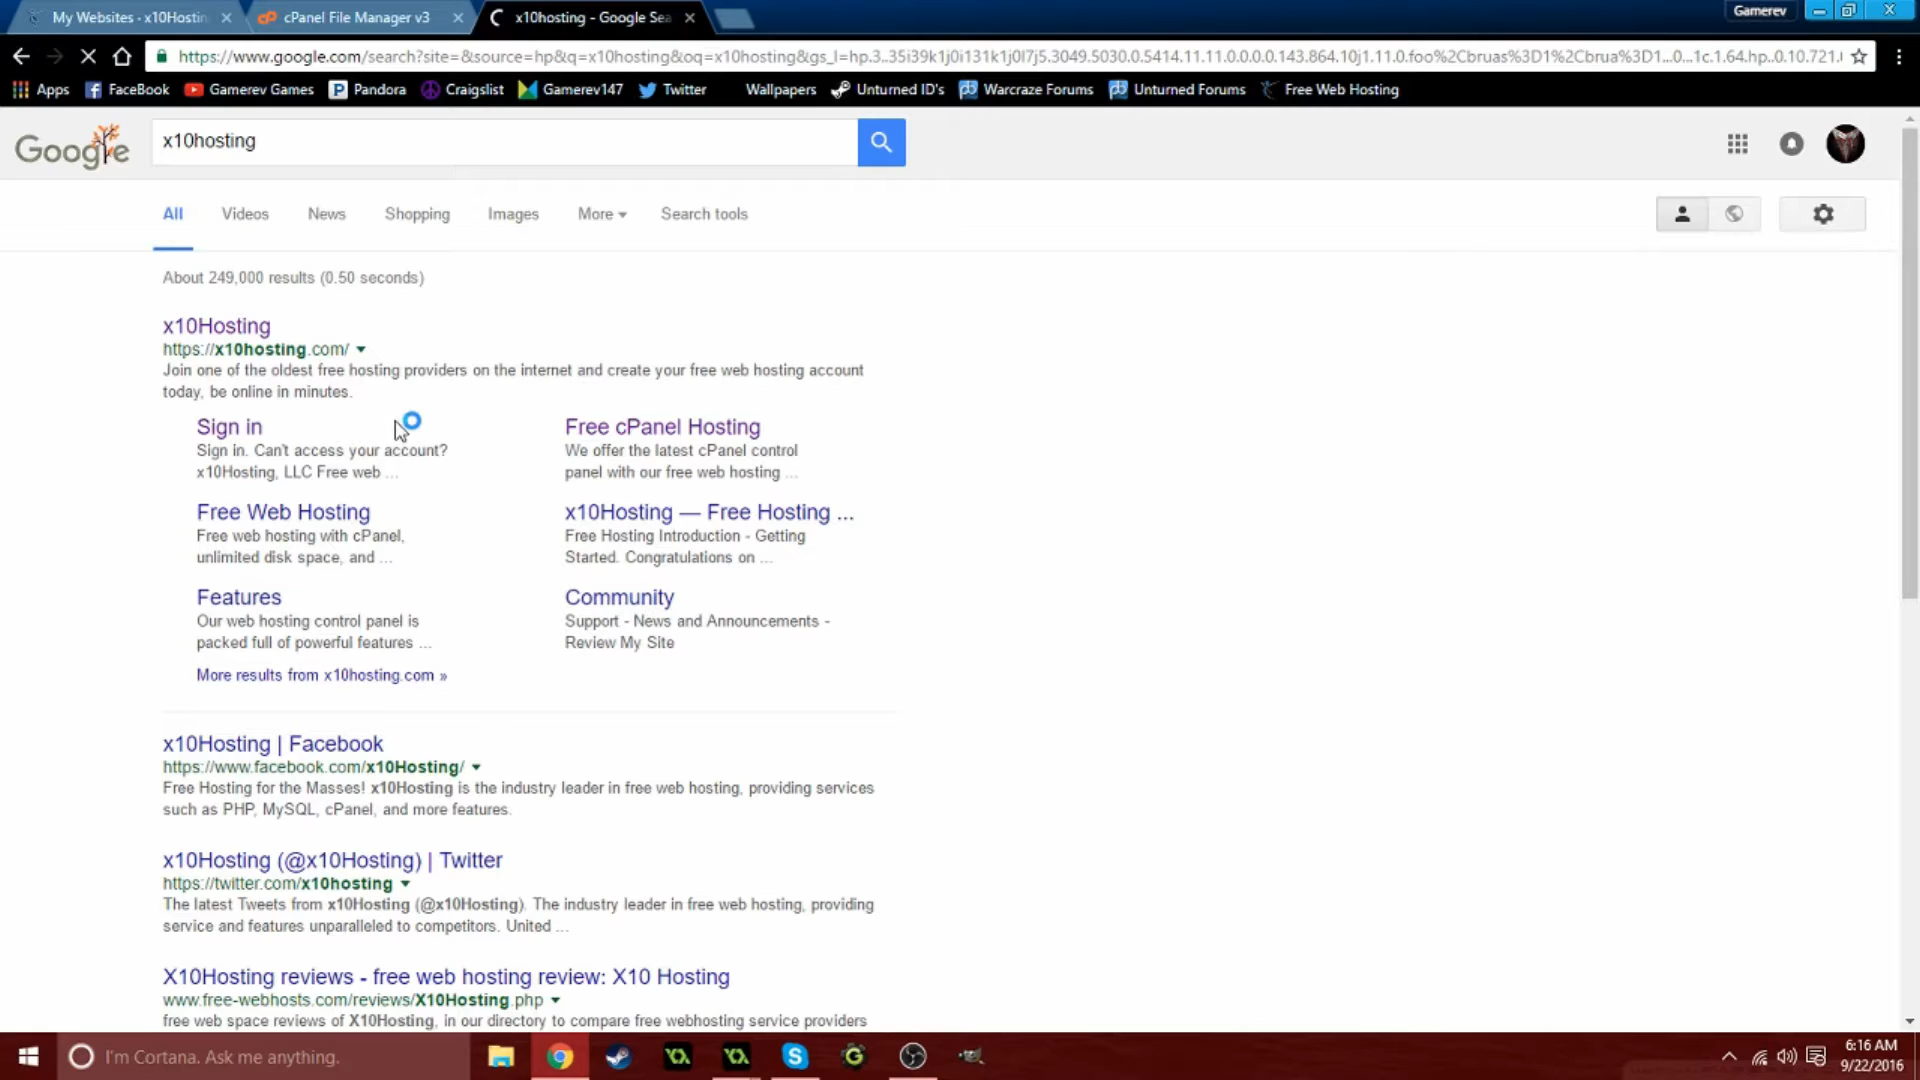 My Websites - x10Hostin
cPanel File Manager v3
x10hosting - Google Sea
Gamerev
https://www.google.com/search?site=&source=hp&q=x10hosting&oq=x10hosting&gs_l=hp.3..35i39k1j0i131k1j0l7j5.3049.5030.0.5414.11.11.0.0.0.0.143.864.10j1.11.0.foo%2Cbruas%3D1%2Cbrua%3D1...0...1c.1.64.hp..0.10.721.
Apps FaceBook Gamerev Games Pandora Craigslist Gamerev147 Twitter Wallpapers Unturned ID's Warcraze Forums Unturned Forums Free Web Hosting
Google
x10hosting
All Videos News Shopping Images More Search tools
About 249,000 results (0.50 seconds)
x10Hosting
https://x10hosting.com/
Join one of the oldest free hosting providers on the internet and create your free web hosting account
today, be online in minutes.
Sign in
Sign in. Can't access your account?
x10Hosting, LLC Free web ...
Free cPanel Hosting
We offer the latest cPanel control
panel with our free web hosting ...
Free Web Hosting
Free web hosting with cPanel,
unlimited disk space, and ...
x10Hosting — Free Hosting ...
Free Hosting Introduction - Getting
Started. Congratulations on ...
Features
Our web hosting control panel is
packed full of powerful features ...
Community
Support - News and Announcements -
Review My Site
More results from x10hosting.com »
x10Hosting | Facebook
https://www.facebook.com/x10Hosting/
Free Hosting for the Masses! x10Hosting is the industry leader in free web hosting, providing services
such as PHP, MySQL, cPanel, and more features.
x10Hosting (@x10Hosting) | Twitter
https://twitter.com/x10hosting
The latest Tweets from x10Hosting (@x10Hosting). The industry leader in free web hosting, providing
service and features unparalleled to competitors. United ...
X10Hosting reviews - free web hosting review: X10 Hosting
www.free-webhosts.com/reviews/X10Hosting.php
free web space reviews of X10Hosting, in our directory to compare free webhosting service providers
I'm Cortana. Ask me anything.
6:16 AM
9/22/2016